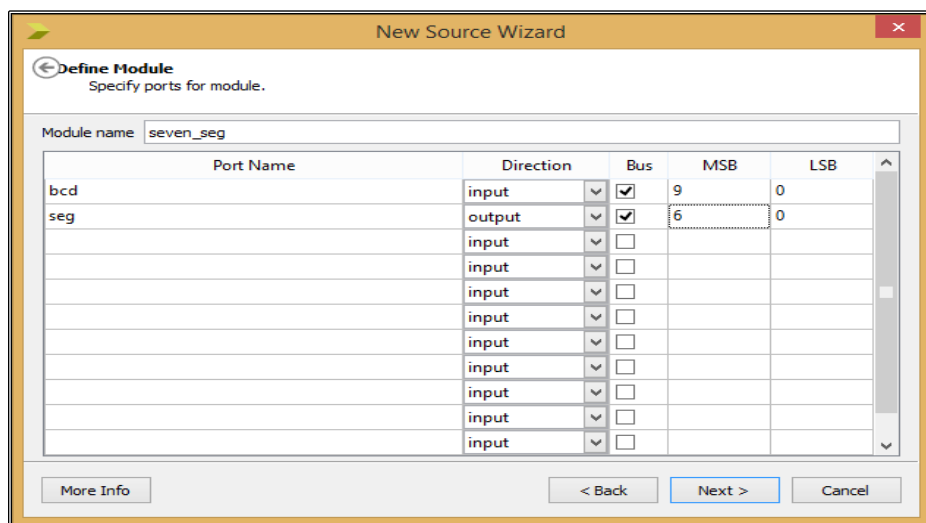 New Source Wizard
Define Module
Specify ports for module.
Module name seven_seg
Port Name Direction Bus MSB LSB
bcd input 9 0
seg output 6 0
input
input
input
input
input
input
input
input
input
More Info < Back Next > Cancel